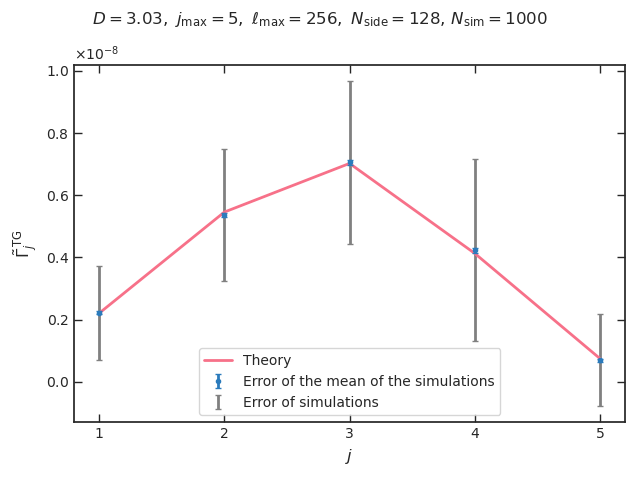 D = 3.03, j_max = 5, ℓ_max = 256, N_side = 128, N_sim = 1000
×10⁻⁸
1.0
0.8
0.6
0.4
0.2
0.0
Γ̃_j^TG
Theory
Error of the mean of the simulations
Error of simulations
1 2 3 4 5
j